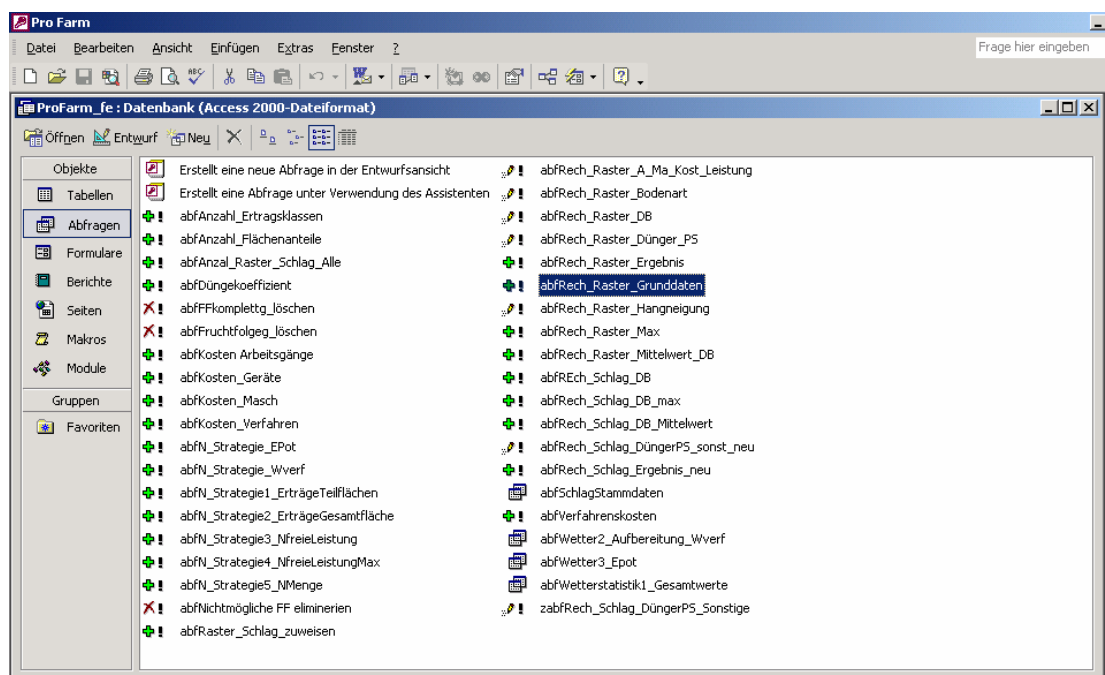 Pro Farm
Datei Bearbeiten Ansicht Einfügen Extras Fenster ?
Frage hier eingeben
ProFarm_fe : Datenbank (Access 2000-Dateiformat)
Öffnen Entwurf Neu
Objekte
Tabellen
Abfragen
Formulare
Berichte
Seiten
Makros
Module
Gruppen
Favoriten
Erstellt eine neue Abfrage in der Entwurfsansicht
Erstellt eine Abfrage unter Verwendung des Assistenten
abfAnzahl_Ertragsklassen
abfAnzahl_Flächenanteile
abfAnzal_Raster_Schlag_Alle
abfDüngekoeffizient
abfFFkomplettg_löschen
abfFruchtfolgeg_löschen
abfKosten Arbeitsgänge
abfKosten_Geräte
abfKosten_Masch
abfKosten_Verfahren
abfN_Strategie_EPot
abfN_Strategie_Wverf
abfN_Strategie1_ErträgeTeilflächen
abfN_Strategie2_ErträgeGesamtfläche
abfN_Strategie3_NfreieLeistung
abfN_Strategie4_NfreieLeistungMax
abfN_Strategie5_NMenge
abfNichtmögliche FF eliminerien
abfRaster_Schlag_zuweisen
abfRech_Raster_A_Ma_Kost_Leistung
abfRech_Raster_Bodenart
abfRech_Raster_DB
abfRech_Raster_Dünger_PS
abfRech_Raster_Ergebnis
abfRech_Raster_Grunddaten
abfRech_Raster_Hangneigung
abfRech_Raster_Max
abfRech_Raster_Mittelwert_DB
abfREch_Schlag_DB
abfRech_Schlag_DB_max
abfRech_Schlag_DB_Mittelwert
abfRech_Schlag_DüngerPS_sonst_neu
abfRech_Schlag_Ergebnis_neu
abfSchlagStammdaten
abfVerfahrenskosten
abfWetter2_Aufbereitung_Wverf
abfWetter3_Epot
abfWetterstatistik1_Gesamtwerte
zabfRech_Schlag_DüngerPS_Sonstige